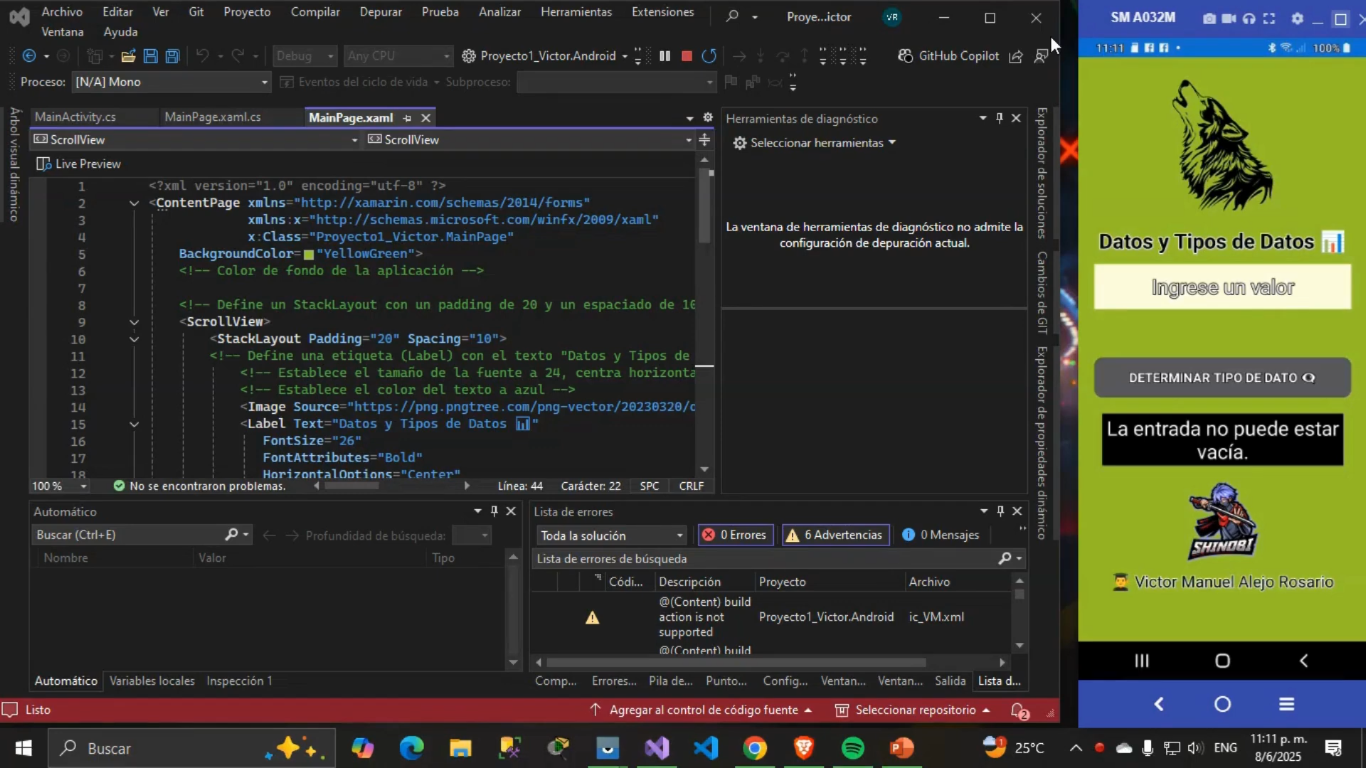 Archivo Editar Ver Git Proyecto Compilar Depurar Prueba Analizar Herramientas Extensiones
Ventana Ayuda
Proye...ictor
VR
Debug Any CPU Proyecto1_Victor.Android GitHub Copilot
Proceso: [N/A] Mono Eventos del ciclo de vida Subproceso:
Árbol visual dinámico
MainActivity.cs MainPage.xaml.cs MainPage.xaml
ScrollView ScrollView
Live Preview
1 <?xml version="1.0" encoding="utf-8" ?>
2 <ContentPage xmlns="http://xamarin.com/schemas/2014/forms"
3 xmlns:x="http://schemas.microsoft.com/winfx/2009/xaml"
4 x:Class="Proyecto1_Victor.MainPage"
5 BackgroundColor="YellowGreen">
6 <!-- Color de fondo de la aplicación -->
7
8 <!-- Define un StackLayout con un padding de 20 y un espaciado de 10
9 <ScrollView>
10 <StackLayout Padding="20" Spacing="10">
11 <!-- Define una etiqueta (Label) con el texto "Datos y Tipos de
12 <!-- Establece el tamaño de la fuente a 24, centra horizonta
13 <!-- Establece el color del texto a azul -->
14 <Image Source="https://png.pngtree.com/png-vector/20230320/o
15 <Label Text="Datos y Tipos de Datos 📊"
16 FontSize="26"
17 FontAttributes="Bold"
18 HorizontalOptions="Center"
100 % No se encontraron problemas. Línea: 44 Carácter: 22 SPC CRLF
Herramientas de diagnóstico
Seleccionar herramientas
La ventana de herramientas de diagnóstico no admite la
configuración de depuración actual.
Explorador de soluciones
Cambios de GIT
Explorador de propiedades dinámico
Automático
Buscar (Ctrl+E) Profundidad de búsqueda:
Nombre Valor Tipo
Automático Variables locales Inspección 1
Lista de errores
Toda la solución 0 Errores 6 Advertencias 0 Mensajes
Lista de errores de búsqueda
Códi... Descripción Proyecto Archivo
@(Content) build
action is not
supported
Proyecto1_Victor.Android ic_VM.xml
@(Content) build
Comp... Errores... Pila de... Punto... Config... Ventan... Ventan... Salida Lista d...
Listo Agregar al control de código fuente Seleccionar repositorio 2
SM A032M
11:11 100%
Datos y Tipos de Datos 📊
Ingrese un valor
DETERMINAR TIPO DE DATO 👁️‍🗨️
La entrada no puede estar
vacía.
SHINOBI
👨‍🎓 Victor Manuel Alejo Rosario
Buscar 1 25°C ENG 11:11 p. m.
8/6/2025